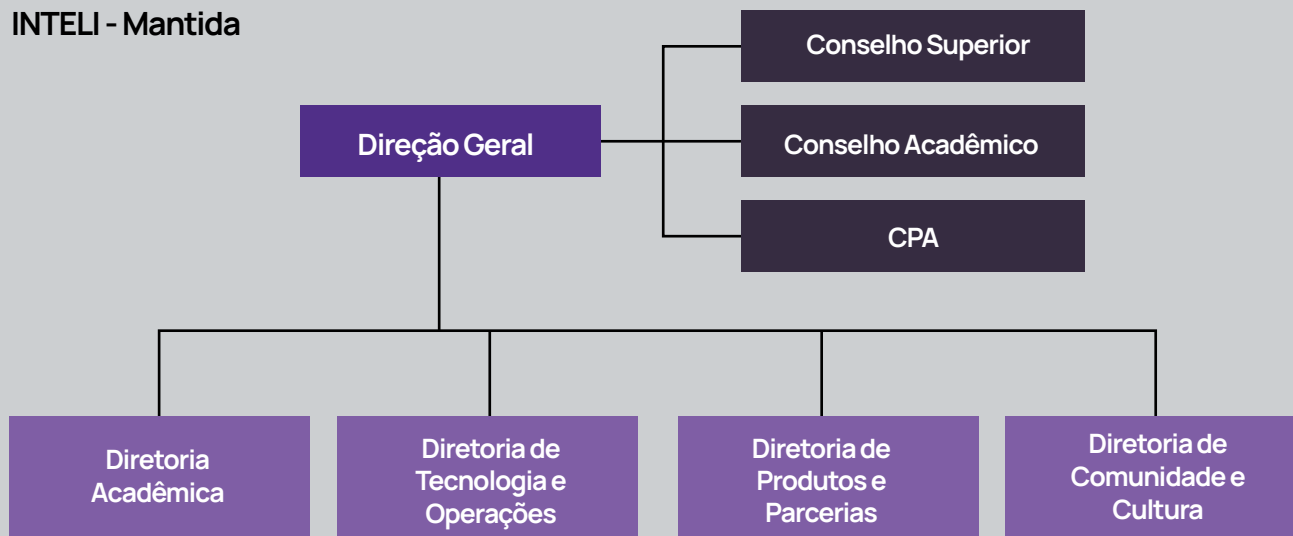 INTELI - Mantida
Conselho Superior
Direção Geral
Conselho Acadêmico
CPA
Diretoria
Acadêmica
Diretoria de
Tecnologia e
Operações
Diretoria de
Produtos e
Parcerias
Diretoria de
Comunidade e
Cultura